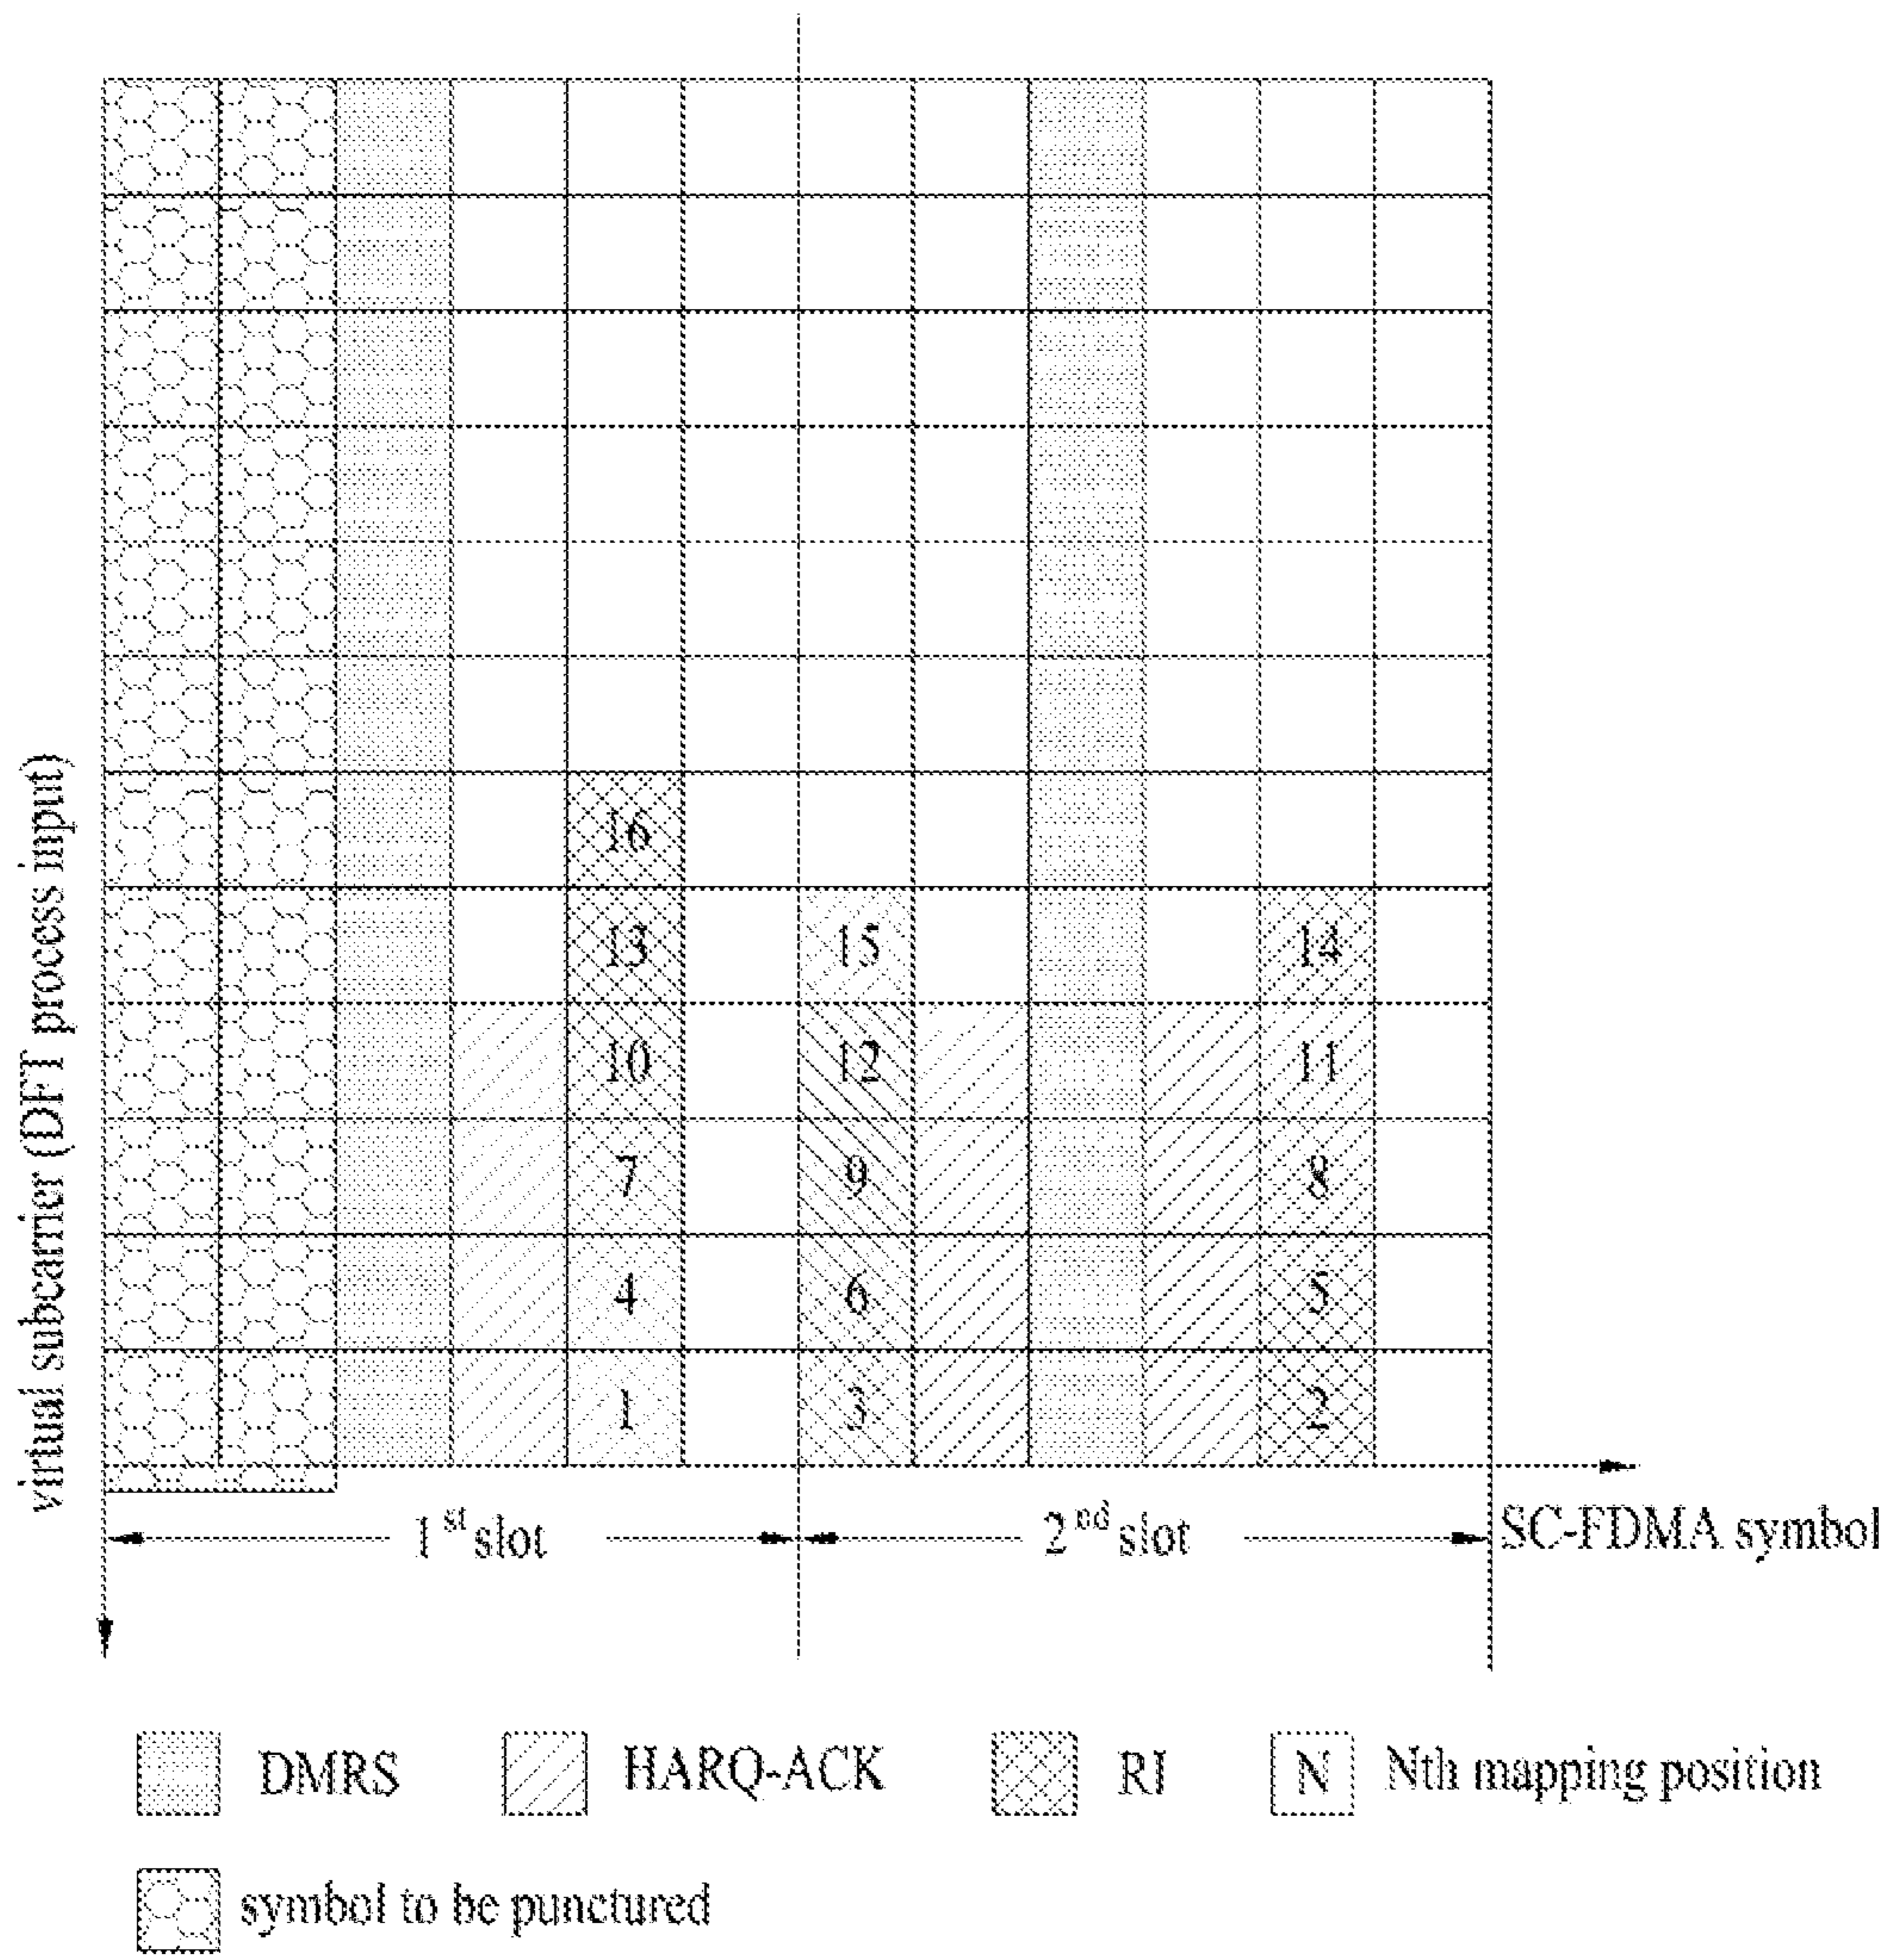 virtual subcarrier (DFT process input)
16
13 15 14
10 12 11
7 9 8
4 6 5
1 3 2
1st slot 2nd slot SC-FDMA symbol
DMRS HARQ-ACK RI N Nth mapping position
symbol to be punctured